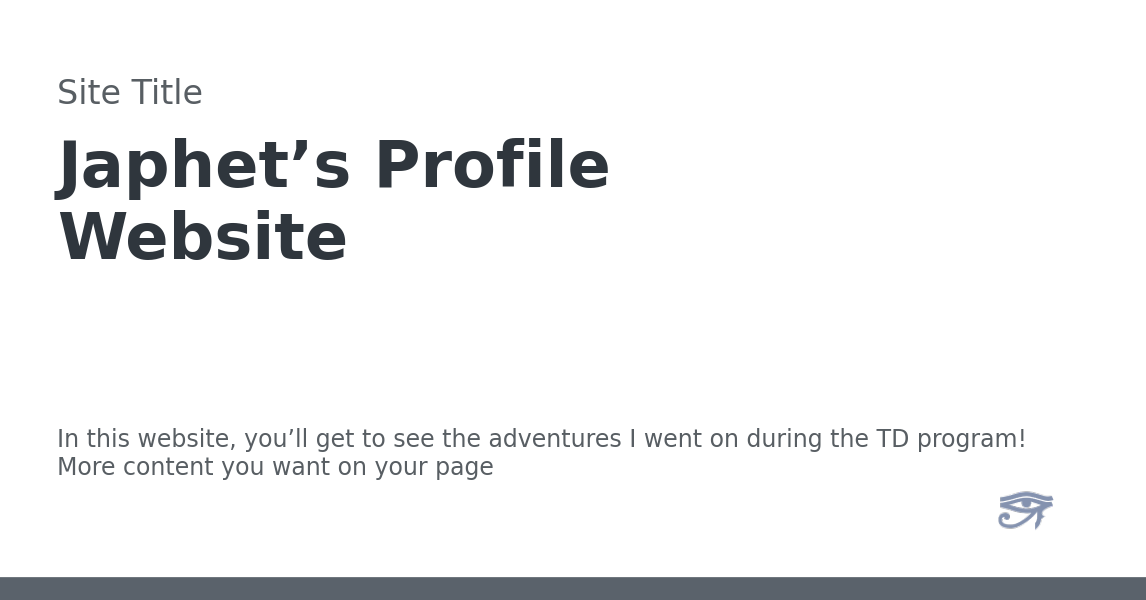 Site Title
Japhet’s Profile
Website
In this website, you’ll get to see the adventures I went on during the TD program!
More content you want on your page